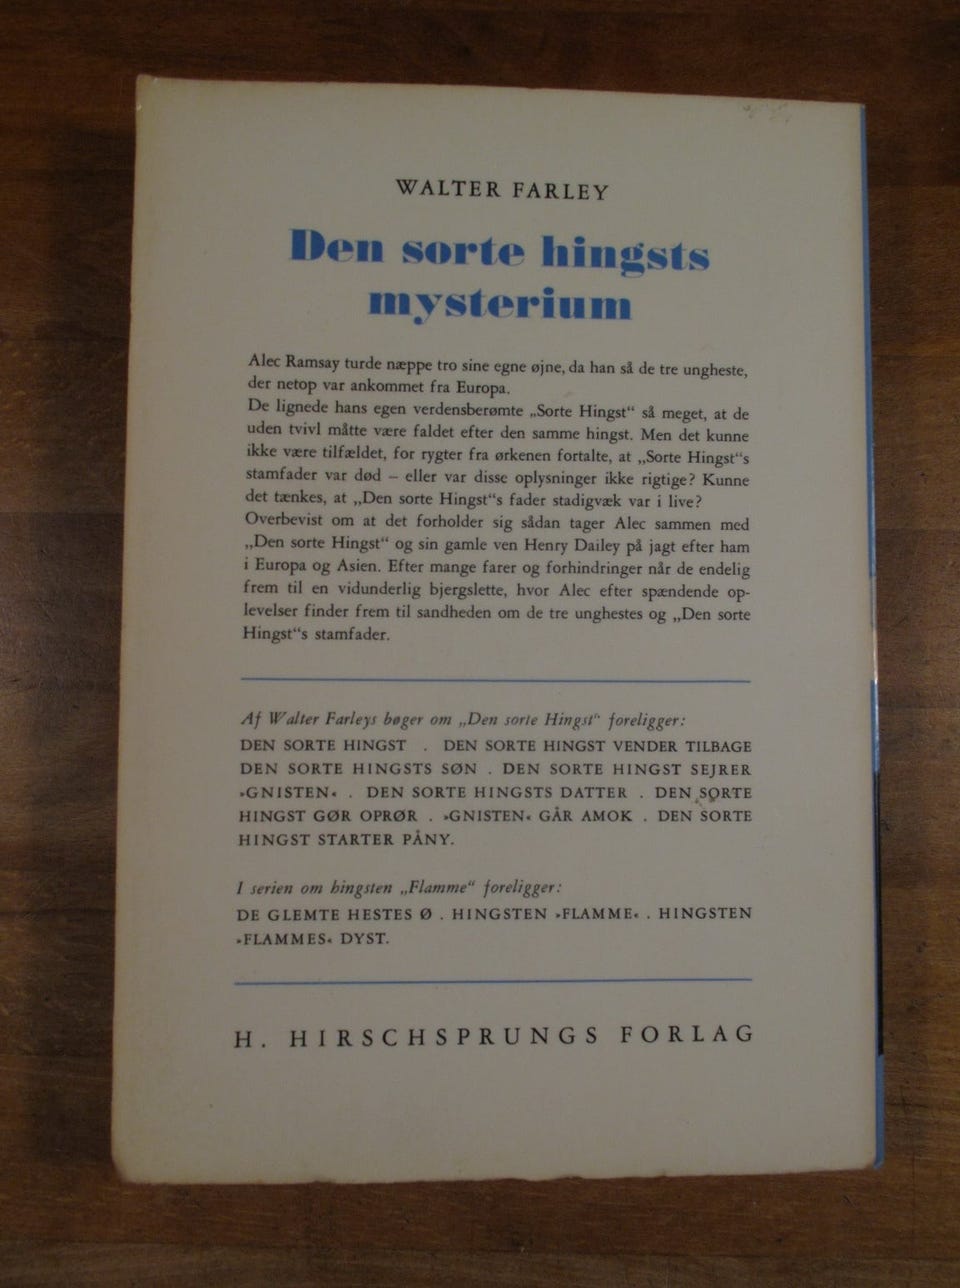 WALTER FARLEY
Den sorte hingsts
mysterium
Alec Ramsay turde næppe tro sine egne øjne, da han så de tre ungheste,
der netop var ankommet fra Europa.
De lignede hans egen verdensberømte „Sorte Hingst“ så meget, at de
uden tvivl måtte være faldet efter den samme hingst. Men det kunne
ikke være tilfældet, for rygter fra ørkenen fortalte, at „Sorte Hingst“s
stamfader var død – eller var disse oplysninger ikke rigtige? Kunne
det tænkes, at „Den sorte Hingst“s fader stadigvæk var i live?
Overbevist om at det forholder sig sådan tager Alec sammen med
„Den sorte Hingst“ og sin gamle ven Henry Dailey på jagt efter ham
i Europa og Asien. Efter mange farer og forhindringer når de endelig
frem til en vidunderlig bjergslette, hvor Alec efter spændende op-
levelser finder frem til sandheden om de tre unghestes og „Den sorte
Hingst“s stamfader.
Af Walter Farleys bøger om „Den sorte Hingst“ foreligger:
DEN SORTE HINGST . DEN SORTE HINGST VENDER TILBAGE
DEN SORTE HINGSTS SØN . DEN SORTE HINGST SEJRER
»GNISTEN« . DEN SORTE HINGSTS DATTER . DEN SORTE
HINGST GØR OPRØR . »GNISTEN« GÅR AMOK . DEN SORTE
HINGST STARTER PÅNY.
I serien om hingsten „Flamme“ foreligger:
DE GLEMTE HESTES Ø . HINGSTEN »FLAMME« . HINGSTEN
»FLAMMES« DYST.
H. HIRSCHSPRUNGS FORLAG